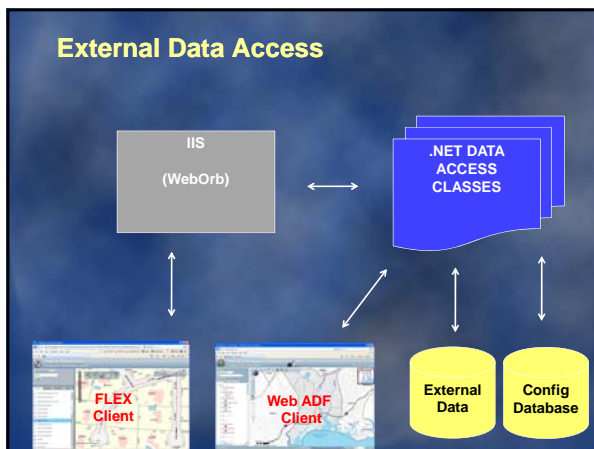 External Data Access
IIS
(WebOrb)
.NET DATA
ACCESS
CLASSES
FLEX
Client
Web ADF
Client
External
Data
Config
Database